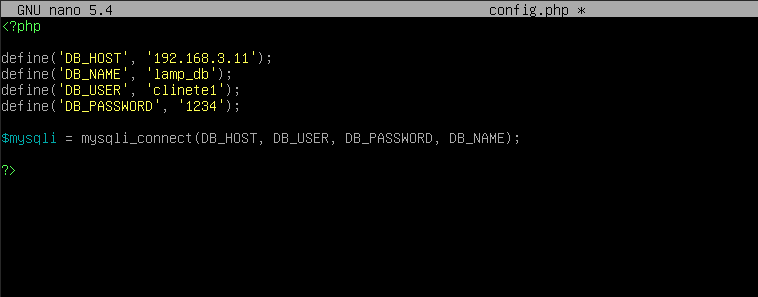 GNU nano 5.4 config.php *
<?php
define('DB_HOST', '192.168.3.11');
define('DB_NAME', 'lamp_db');
define('DB_USER', 'clinete1');
define('DB_PASSWORD', '1234');
$mysqli = mysqli_connect(DB_HOST, DB_USER, DB_PASSWORD, DB_NAME);
?>